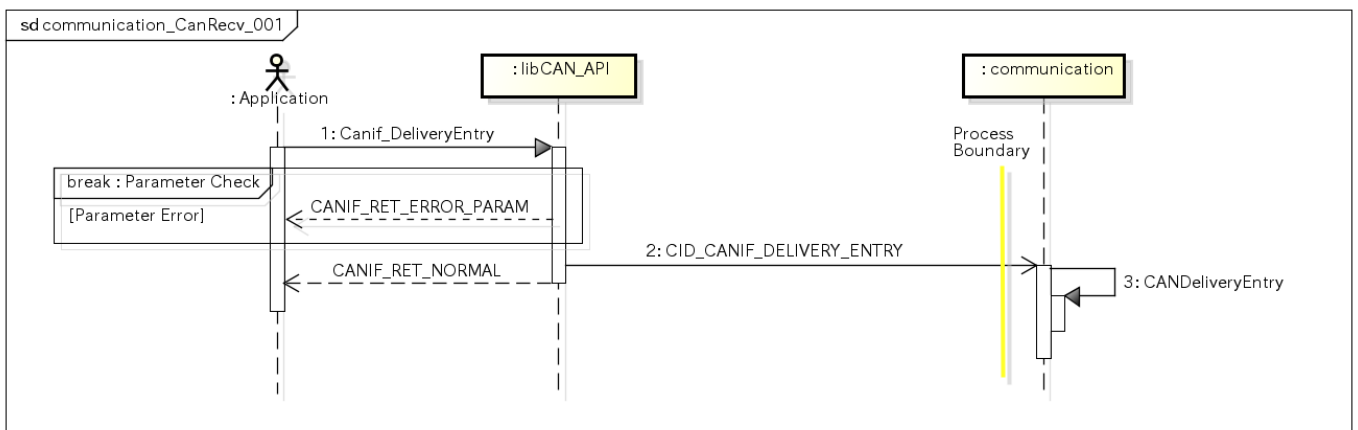 sd communication_CanRecv_001
: Application
: libCAN_API
: communication
1: Canif_DeliveryEntry
Process
Boundary
break : Parameter Check
[Parameter Error]
CANIF_RET_ERROR_PARAM
2: CID_CANIF_DELIVERY_ENTRY
CANIF_RET_NORMAL
3: CANDeliveryEntry